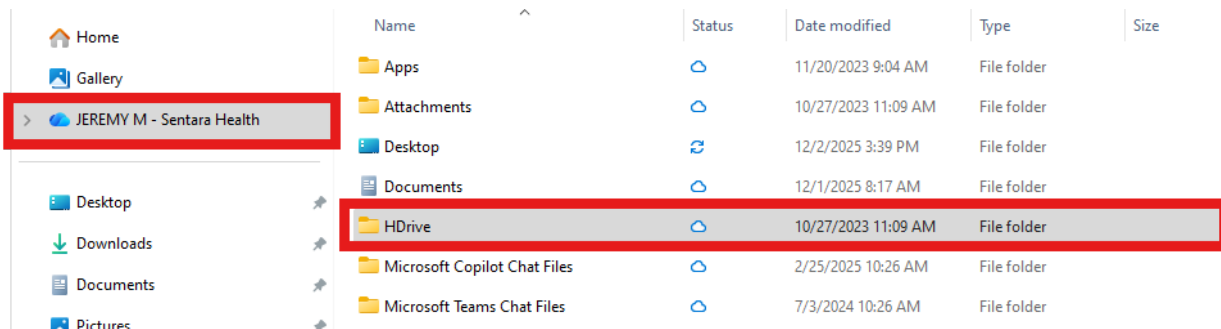 Name Status Date modified Type Size
Home
Gallery
JEREMY M - Sentara Health
Desktop
Downloads
Documents
Pictures
Apps 11/20/2023 9:04 AM File folder
Attachments 10/27/2023 11:09 AM File folder
Desktop 12/2/2025 3:39 PM File folder
Documents 12/1/2025 8:17 AM File folder
HDrive 10/27/2023 11:09 AM File folder
Microsoft Copilot Chat Files 2/25/2025 10:26 AM File folder
Microsoft Teams Chat Files 7/3/2024 10:26 AM File folder